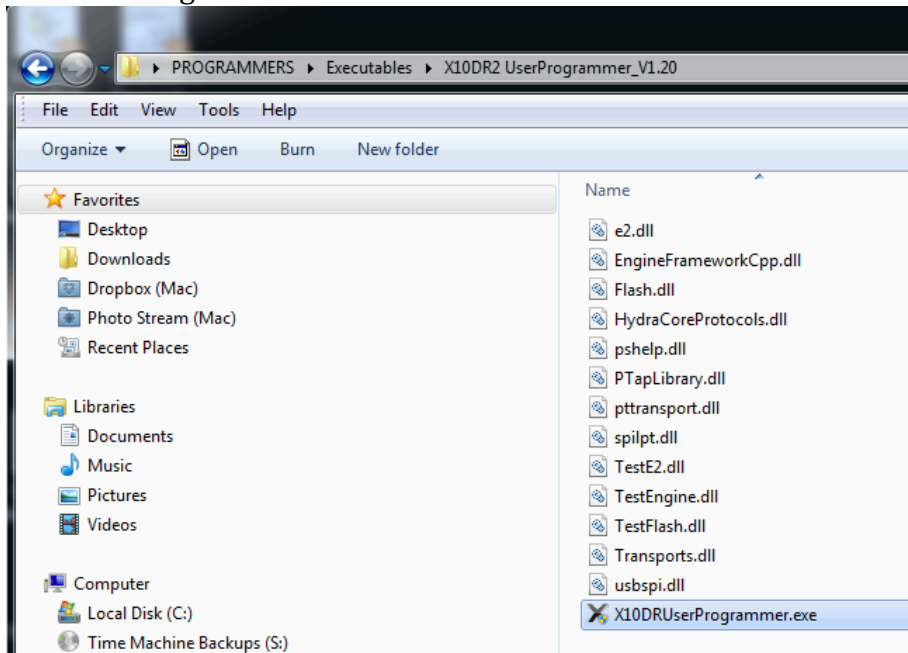 PROGRAMMERS ▸ Executables ▸ X10DR2 UserProgrammer_V1.20
File Edit View Tools Help
Organize Open Burn New folder
Favorites
Desktop
Downloads
Dropbox (Mac)
Photo Stream (Mac)
Recent Places
Libraries
Documents
Music
Pictures
Videos
Computer
Local Disk (C:)
Time Machine Backups (S:)
Name
e2.dll
EngineFrameworkCpp.dll
Flash.dll
HydraCoreProtocols.dll
pshelp.dll
PTapLibrary.dll
pttransport.dll
spilpt.dll
TestE2.dll
TestEngine.dll
TestFlash.dll
Transports.dll
usbspi.dll
X10DRUserProgrammer.exe